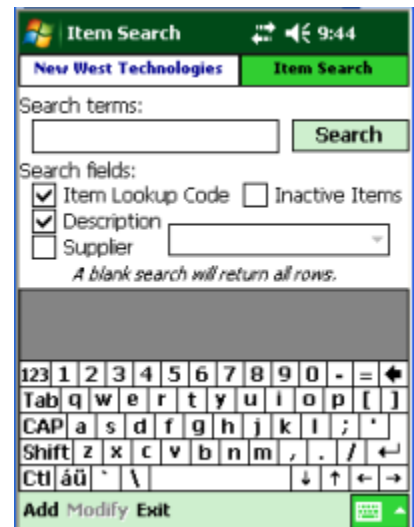 Item Search 9:44
New West Technologies Item Search
Search terms:
Search
Search fields:
Item Lookup Code Inactive Items
Description
Supplier
A blank search will return all rows.
123 1 2 3 4 5 6 7 8 9 0 - = ←
Tab q w e r t y u i o p [ ]
CAP a s d f g h j k l ; '
Shift z x c v b n m , . / ↵
Ctl áü ` \ ↓ ↑ ← →
Add Modify Exit